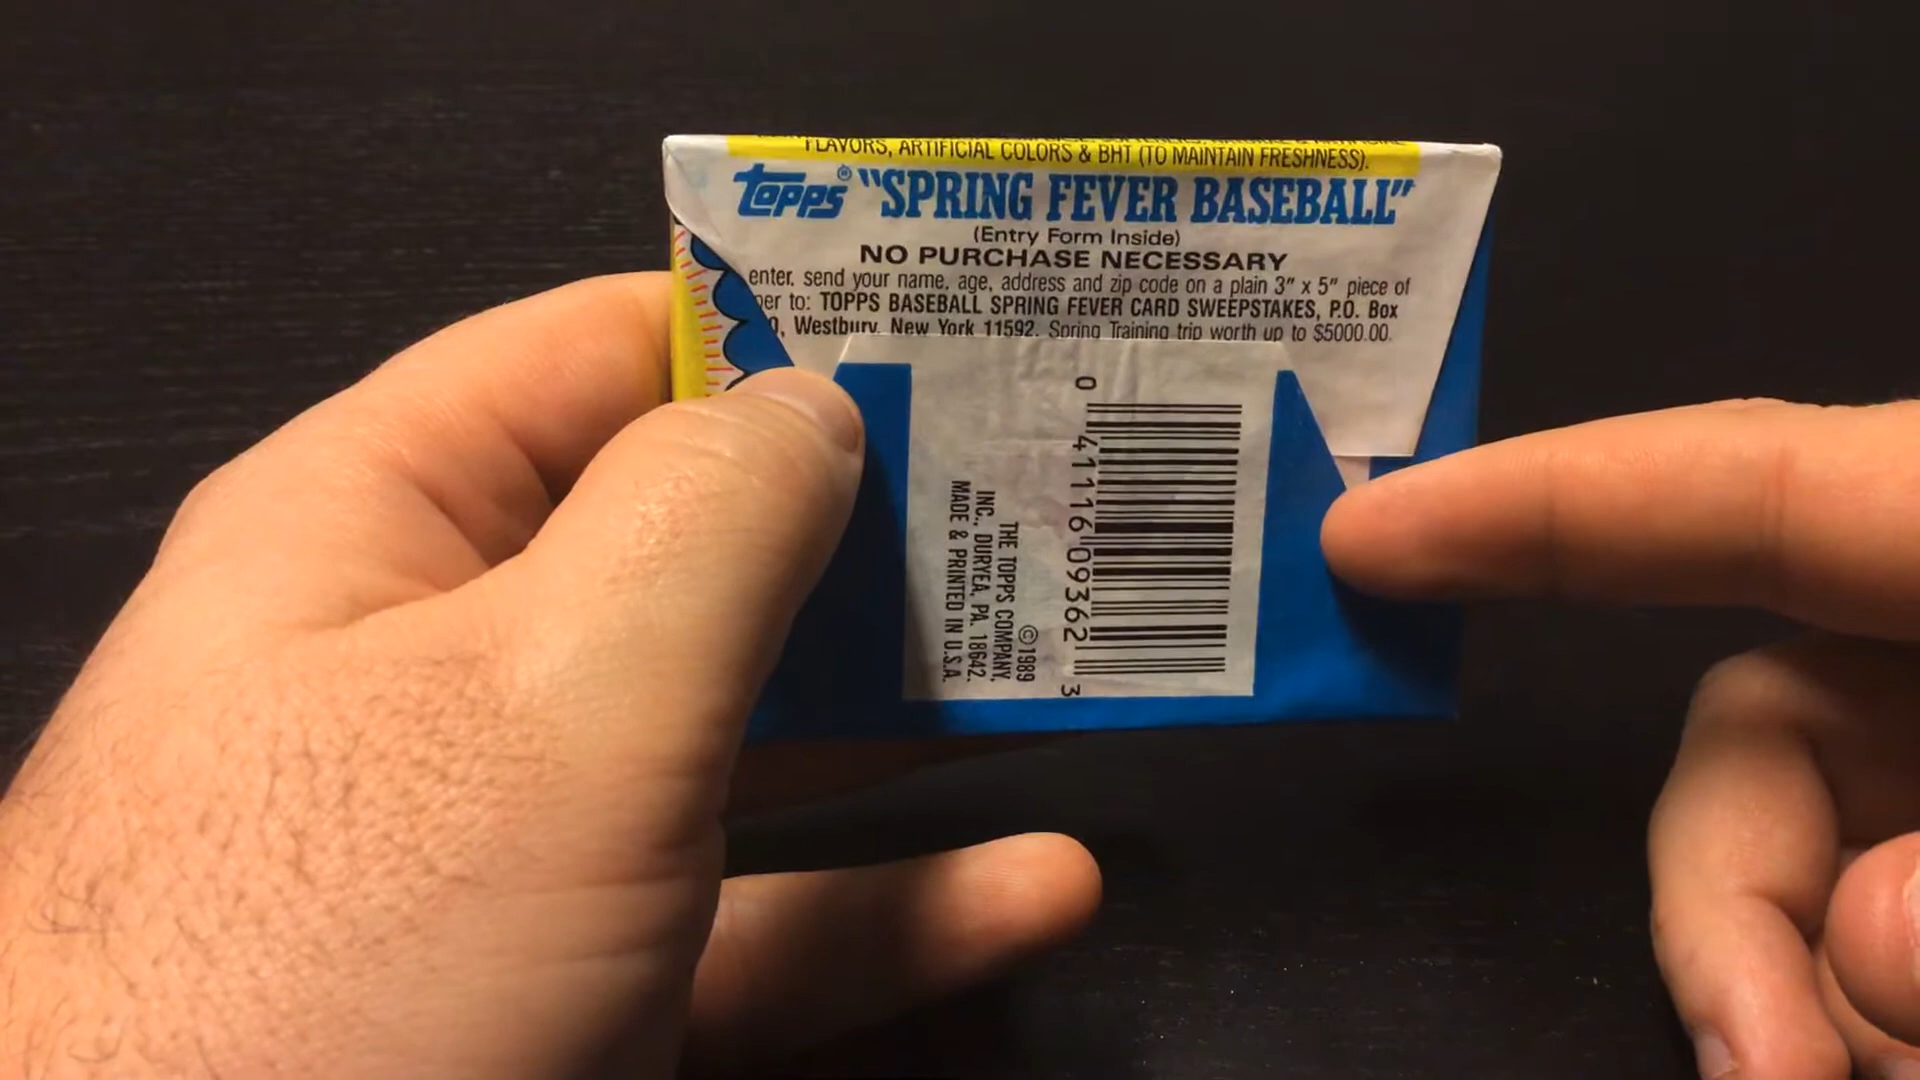 FLAVORS, ARTIFICIAL COLORS & BHT (TO MAINTAIN FRESHNESS).
Topps® "SPRING FEVER BASEBALL"
(Entry Form Inside)
NO PURCHASE NECESSARY
enter, send your name, age, address and zip code on a plain 3" x 5" piece of
per to: TOPPS BASEBALL SPRING FEVER CARD SWEEPSTAKES, P.O. Box
0, Westbury, New York 11592. Spring Training trip worth up to $5000.00.
0 41116 09362 3
©1989
THE TOPPS COMPANY,
INC., DURYEA, PA. 18642.
MADE & PRINTED IN U.S.A.